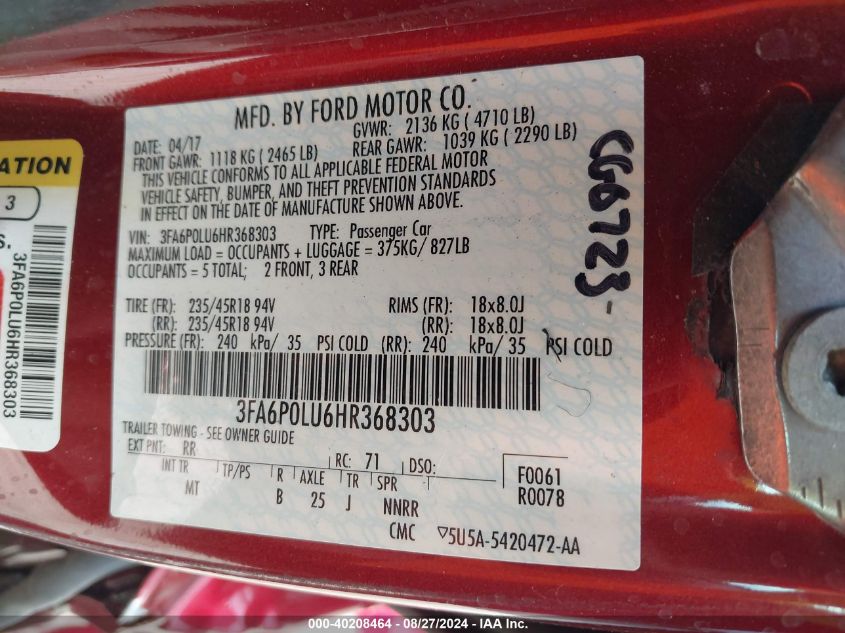 MFD. BY FORD MOTOR CO.
DATE: 04/17 GVWR: 2136 KG ( 4710 LB)
FRONT GAWR: 1118 KG ( 2465 LB) REAR GAWR: 1039 KG ( 2290 LB)
THIS VEHICLE CONFORMS TO ALL APPLICABLE FEDERAL MOTOR
VEHICLE SAFETY, BUMPER, AND THEFT PREVENTION STANDARDS
IN EFFECT ON THE DATE OF MANUFACTURE SHOWN ABOVE.
VIN: 3FA6P0LU6HR368303 TYPE: Passenger Car
MAXIMUM LOAD = OCCUPANTS + LUGGAGE = 375KG/ 827LB
OCCUPANTS = 5 TOTAL; 2 FRONT, 3 REAR
TIRE (FR): 235/45R18 94V RIMS (FR): 18x8.0J
(RR): 235/45R18 94V (RR): 18x8.0J
PRESSURE (FR): 240 kPa/ 35 PSI COLD (RR): 240 kPa/ 35 PSI COLD
3FA6P0LU6HR368303
TRAILER TOWING - SEE OWNER GUIDE
EXT PNT: RR RC: 71 DSO:
INT TR TP/PS R AXLE TR SPR
MT B 25 J NNRR
F0061
R0078
CMC ▽5U5A-5420472-AA
ATION
3
S.
3FA6P0LU6HR368303
000-40208464 - 08/27/2024 - IAAI.com